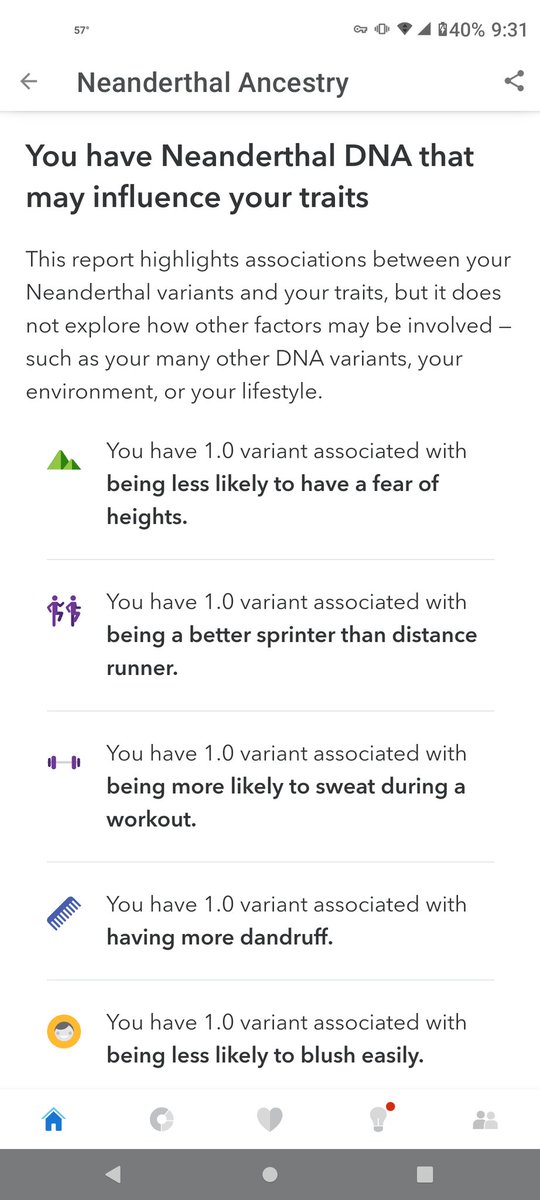 57°
40% 9:31
Neanderthal Ancestry
You have Neanderthal DNA that
may influence your traits
This report highlights associations between your
Neanderthal variants and your traits, but it does
not explore how other factors may be involved –
such as your many other DNA variants, your
environment, or your lifestyle.
You have 1.0 variant associated with
being less likely to have a fear of
heights.
You have 1.0 variant associated with
being a better sprinter than distance
runner.
You have 1.0 variant associated with
being more likely to sweat during a
workout.
You have 1.0 variant associated with
having more dandruff.
You have 1.0 variant associated with
being less likely to blush easily.